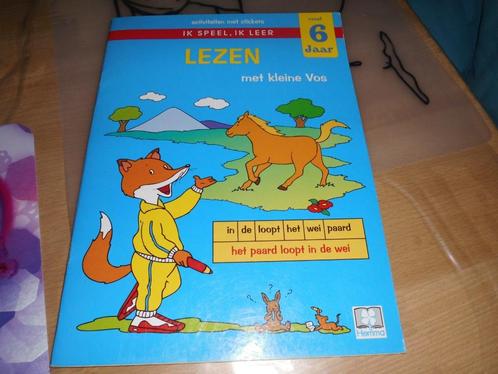 activiteiten met stickers
IK SPEEL, IK LEER
vanaf
6
Jaar
LEZEN
met kleine Vos
in de loopt het wei paard
het paard loopt in de wei
Hemma